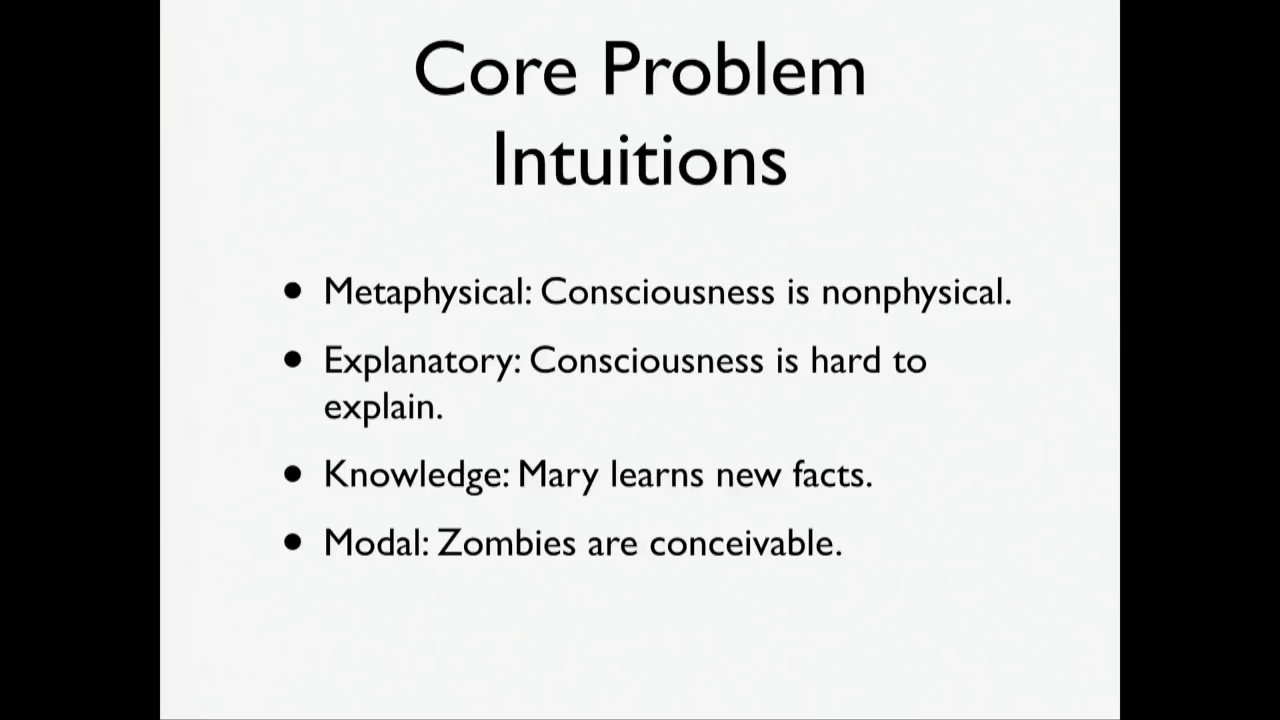 Core Problem
Intuitions
• Metaphysical: Consciousness is nonphysical.
• Explanatory: Consciousness is hard to
explain.
• Knowledge: Mary learns new facts.
• Modal: Zombies are conceivable.